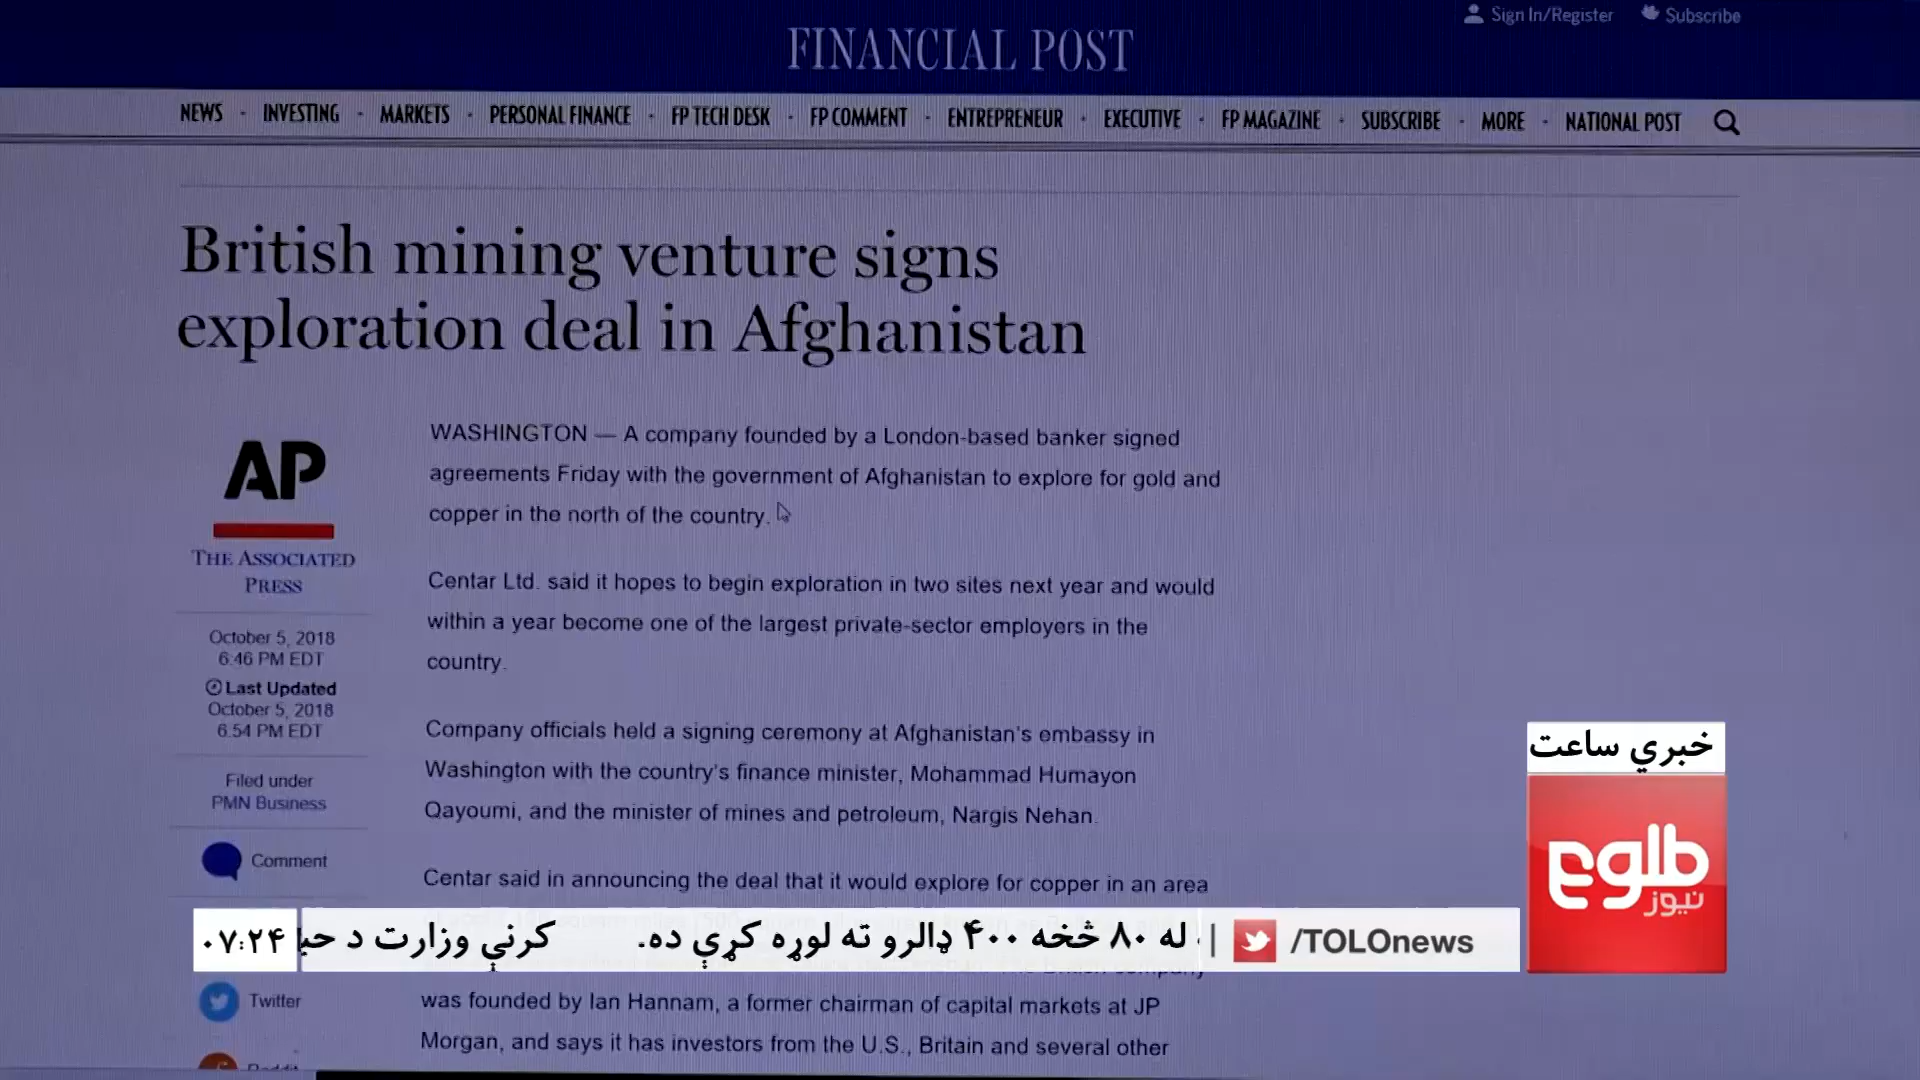 Sign In/Register Subscribe
FINANCIAL POST
NEWS · INVESTING · MARKETS · PERSONAL FINANCE · FP TECH DESK · FP COMMENT · ENTREPRENEUR · EXECUTIVE · FP MAGAZINE · SUBSCRIBE · MORE · NATIONAL POST
British mining venture signs
exploration deal in Afghanistan
AP
THE ASSOCIATED
PRESS
October 5, 2018
6:46 PM EDT
Last Updated
October 5, 2018
6:54 PM EDT
Filed under
PMN Business
Comment
Twitter
WASHINGTON — A company founded by a London-based banker signed
agreements Friday with the government of Afghanistan to explore for gold and
copper in the north of the country.
Centar Ltd. said it hopes to begin exploration in two sites next year and would
within a year become one of the largest private-sector employers in the
country.
Company officials held a signing ceremony at Afghanistan's embassy in
Washington with the country's finance minister, Mohammad Humayon
Qayoumi, and the minister of mines and petroleum, Nargis Nehan.
Centar said in announcing the deal that it would explore for copper in an area
was founded by Ian Hannam, a former chairman of capital markets at JP
Morgan, and says it has investors from the U.S., Britain and several other
خبري ساعت
طلوع
نیوز
۰۷:۲۴
له ۸۰ څخه ۴۰۰ ډالرو ته لوړه کړې ده. کرنې وزارت د
/TOLOnews